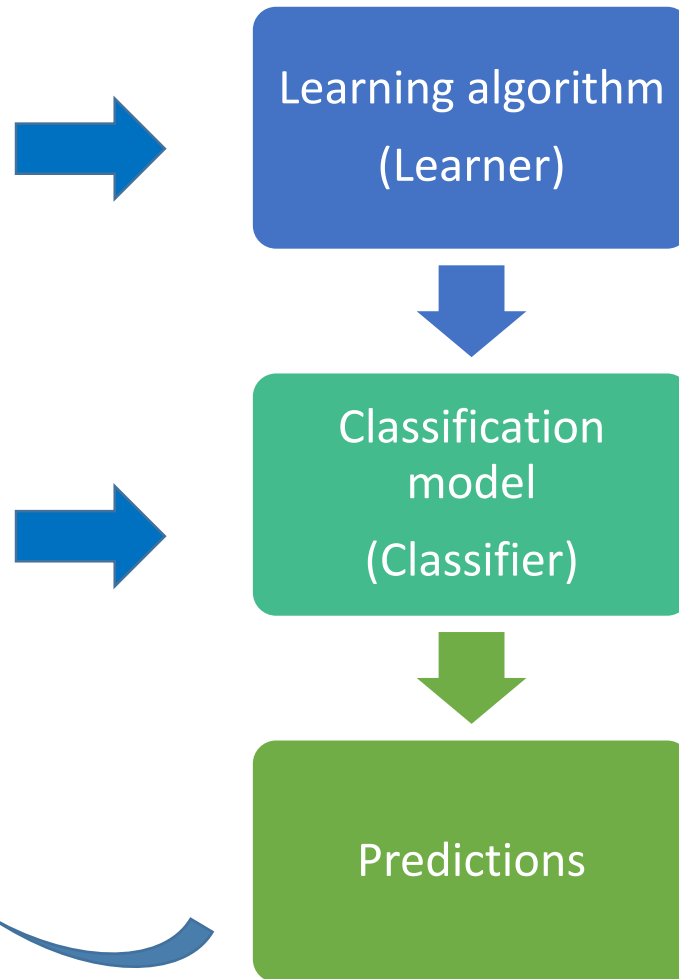 Learning algorithm
(Learner)
Classification
model
(Classifier)
Predictions